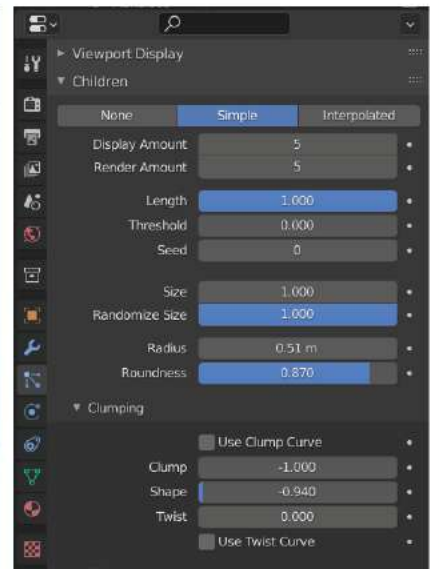 Viewport Display
Children
None Simple Interpolated
Display Amount 5
Render Amount 5
Length 1.000
Threshold 0.000
Seed 0
Size 1.000
Randomize Size 1.000
Radius 0.51 m
Roundness 0.870
Clumping
Use Clump Curve
Clump -1.000
Shape -0.940
Twist 0.000
Use Twist Curve